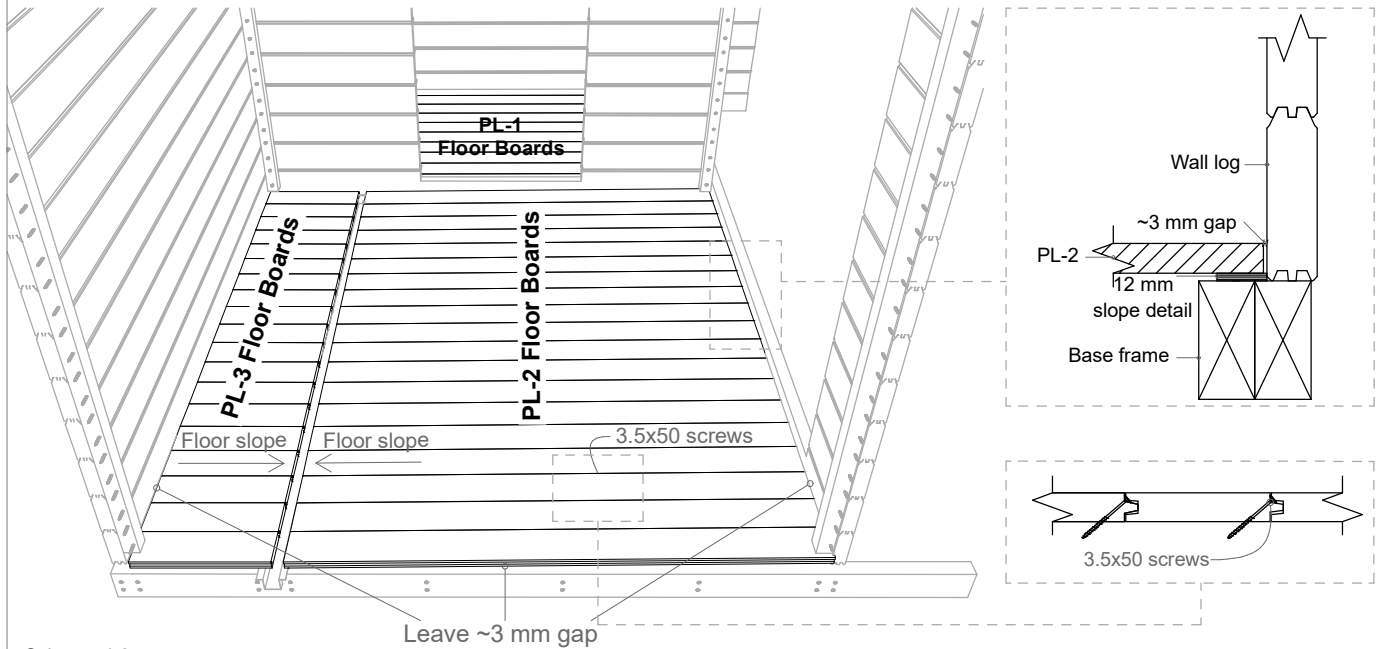 PL-1
Floor Boards
PL-3 Floor Boards
PL-2 Floor Boards
Floor slope
Floor slope
3.5x50 screws
Leave ~3 mm gap
Wall log
~3 mm gap
PL-2
12 mm
slope detail
Base frame
3.5x50 screws